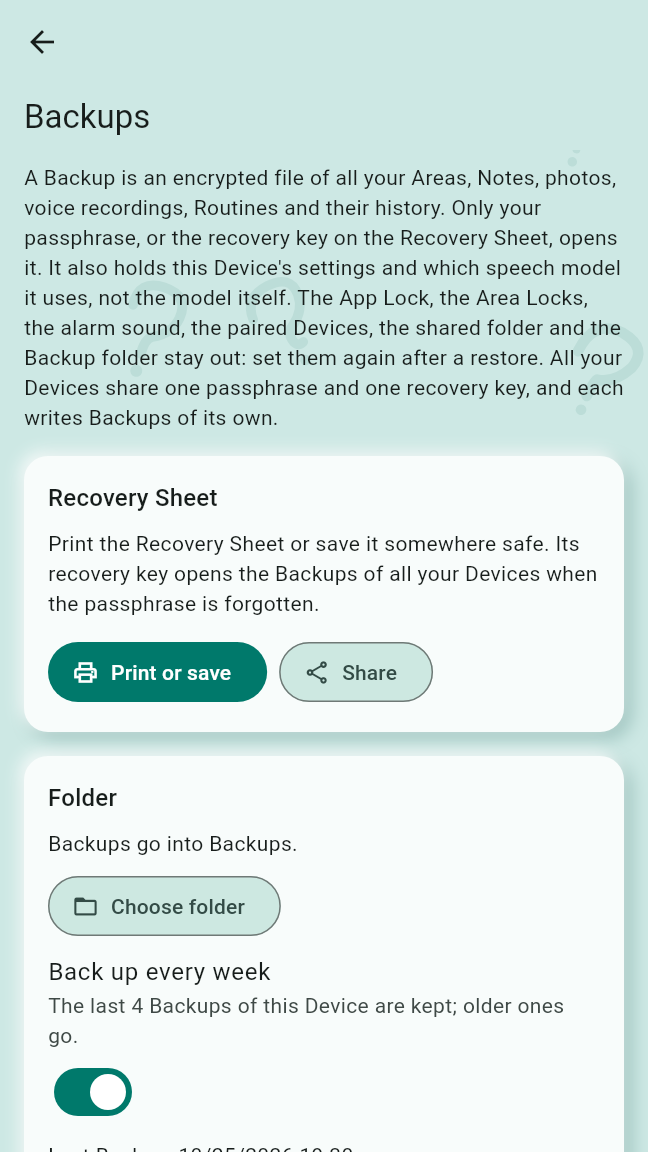 Backups
A Backup is an encrypted file of all your Areas, Notes, photos,
voice recordings, Routines and their history. Only your
passphrase, or the recovery key on the Recovery Sheet, opens
it. It also holds this Device's settings and which speech model
it uses, not the model itself. The App Lock, the Area Locks,
the alarm sound, the paired Devices, the shared folder and the
Backup folder stay out: set them again after a restore. All your
Devices share one passphrase and one recovery key, and each
writes Backups of its own.
Recovery Sheet
Print the Recovery Sheet or save it somewhere safe. Its
recovery key opens the Backups of all your Devices when
the passphrase is forgotten.
Print or save
Share
Folder
Backups go into Backups.
Choose folder
Back up every week
The last 4 Backups of this Device are kept; older ones
go.